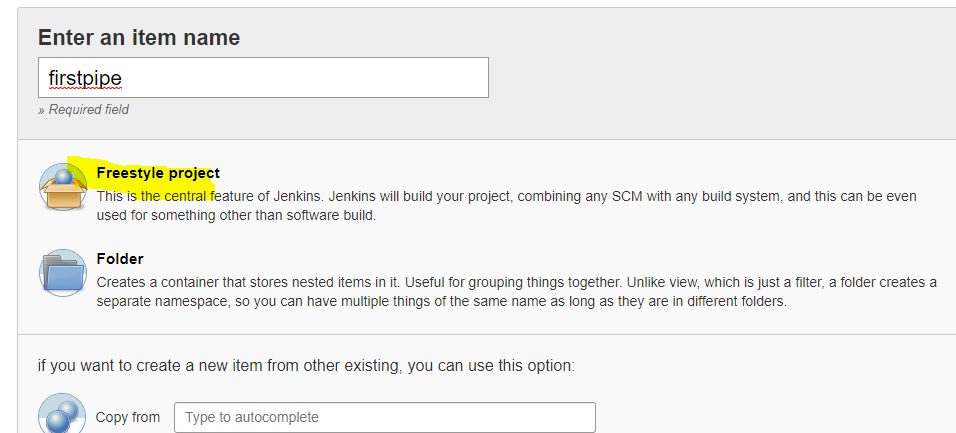 Enter an item name
firstpipe
» Required field
Freestyle project
This is the central feature of Jenkins. Jenkins will build your project, combining any SCM with any build system, and this can be even
used for something other than software build.
Folder
Creates a container that stores nested items in it. Useful for grouping things together. Unlike view, which is just a filter, a folder creates a
separate namespace, so you can have multiple things of the same name as long as they are in different folders.
if you want to create a new item from other existing, you can use this option:
Copy from Type to autocomplete